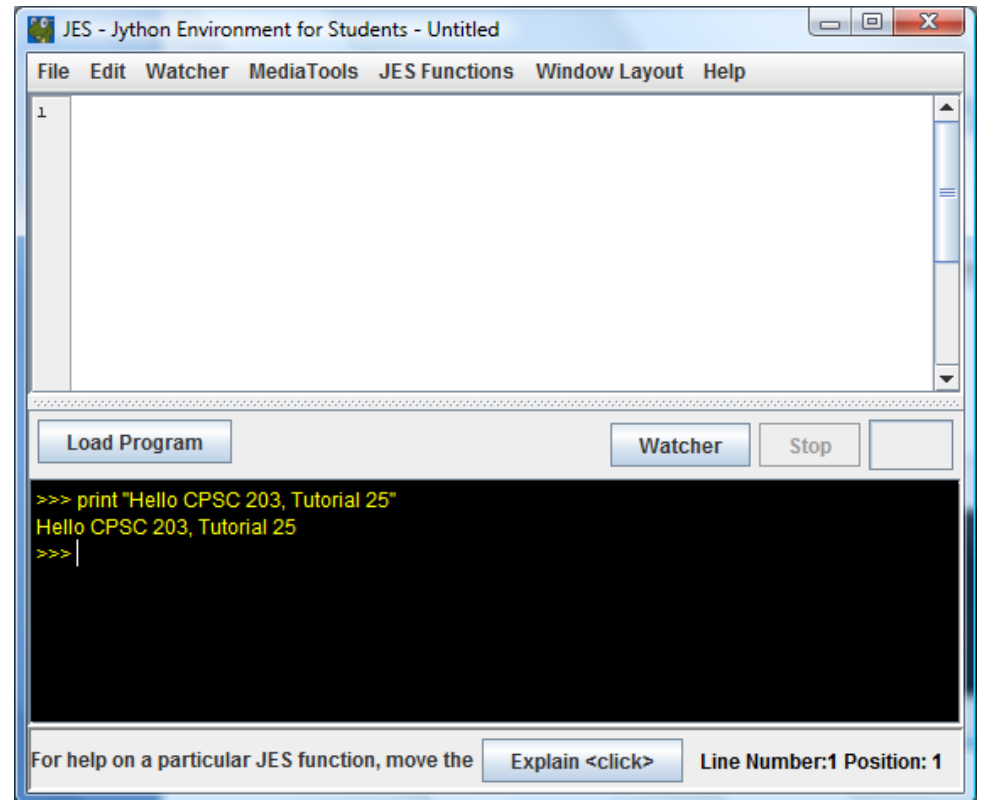 JES - Jython Environment for Students - Untitled
File Edit Watcher MediaTools JES Functions Window Layout Help
1
Load Program Watcher Stop
>>> print "Hello CPSC 203, Tutorial 25"
Hello CPSC 203, Tutorial 25
>>>
For help on a particular JES function, move the Explain <click> Line Number:1 Position: 1